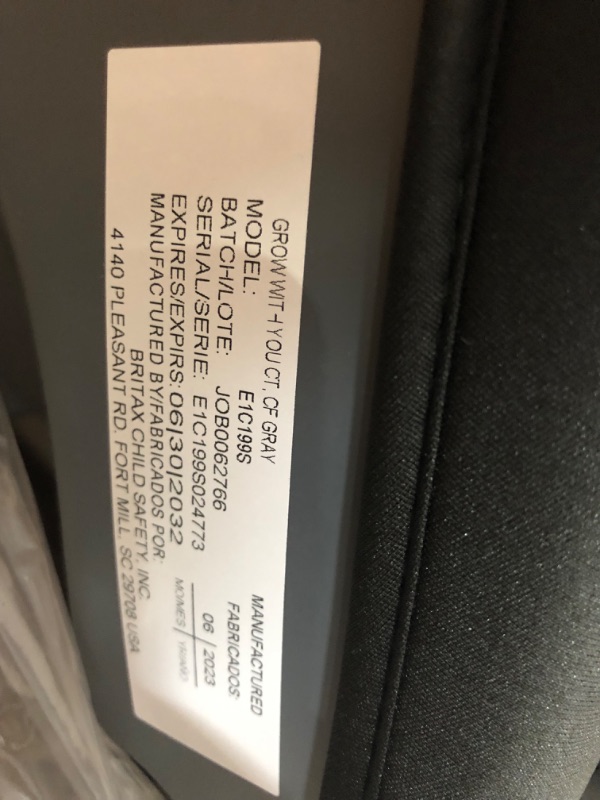 GROW WITH YOU CT, CF GRAY
MODEL: E1C199S
BATCH/LOTE: JOB0062766
SERIAL/SERIE: E1C199S024773
EXPIRES/EXPIRS: 06|30|2032
MANUFACTURED BY/FABRICADOS POR:
BRITAX CHILD SAFETY, INC.
4140 PLEASANT RD. FORT MILL, SC 29708 USA
MANUFACTURED
FABRICADOS:
06 | 2023